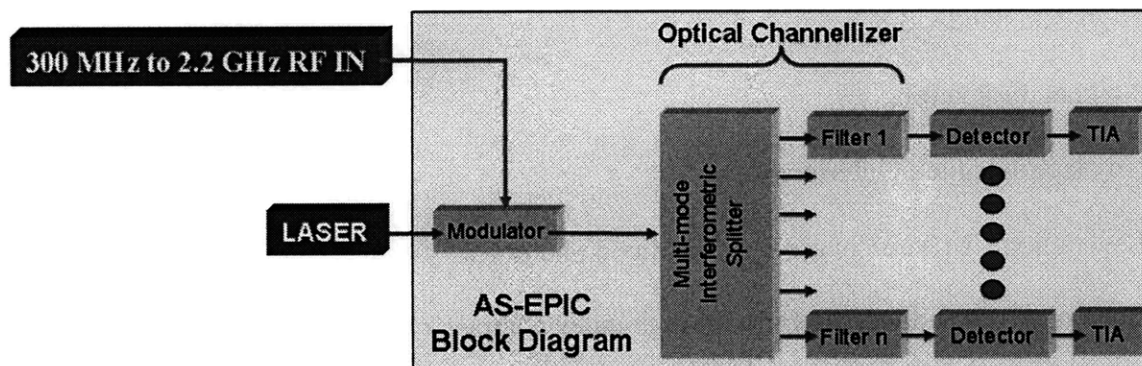 Optical Channellizer
300 MHz to 2.2 GHz RF IN
Filter 1
Detector
TIA
LASER
Modulator
Multi-mode
Interferometric
Splitter
AS-EPIC
Block Diagram
Filter n
Detector
TIA